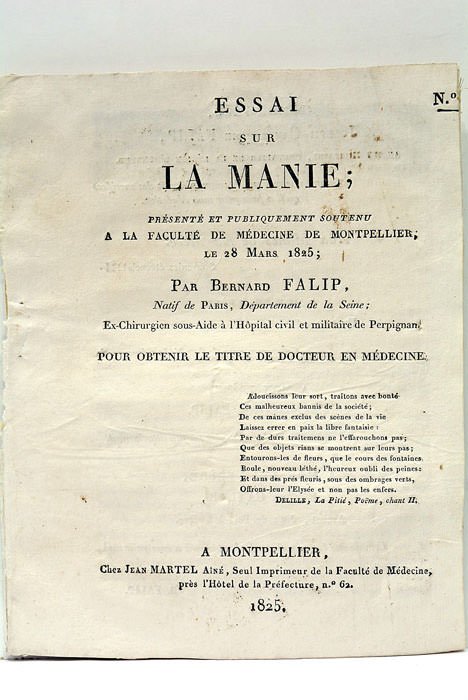 N.º
ESSAI
SUR
LA MANIE;
PRÉSENTÉ ET PUBLIQUEMENT SOUTENU
A LA FACULTÉ DE MÉDECINE DE MONTPELLIER,
LE 28 MARS 1825;
PAR BERNARD FALIP,
Natif de PARIS, Département de la Seine;
Ex-Chirurgien sous-Aide à l'Hôpital civil et militaire de Perpignan.
POUR OBTENIR LE TITRE DE DOCTEUR EN MÉDECINE.
Adoucissons leur sort, traitons avec bonté
Ces malheureux bannis de la société;
De ces mânes exclus des scènes de la vie
Laissez errer en paix la libre fantaisie:
Par de durs traitemens ne l'effarouchons pas;
Que des objets rians se montrent sur leurs pas;
Entourons-les de fleurs, que le cours des fontaines
Roule, nouveau léthé, l'heureux oubli des peines:
Et dans des prés fleuris, sous des ombrages verts,
Offrons-leur l'Elysée et non pas les enfers.
DELILLE, La Pitié, Poëme, chant II.
A MONTPELLIER,
Chez JEAN MARTEL AÎNÉ, Seul Imprimeur de la Faculté de Médecine,
près l'Hôtel de la Préfecture, n.º 62.
1825.